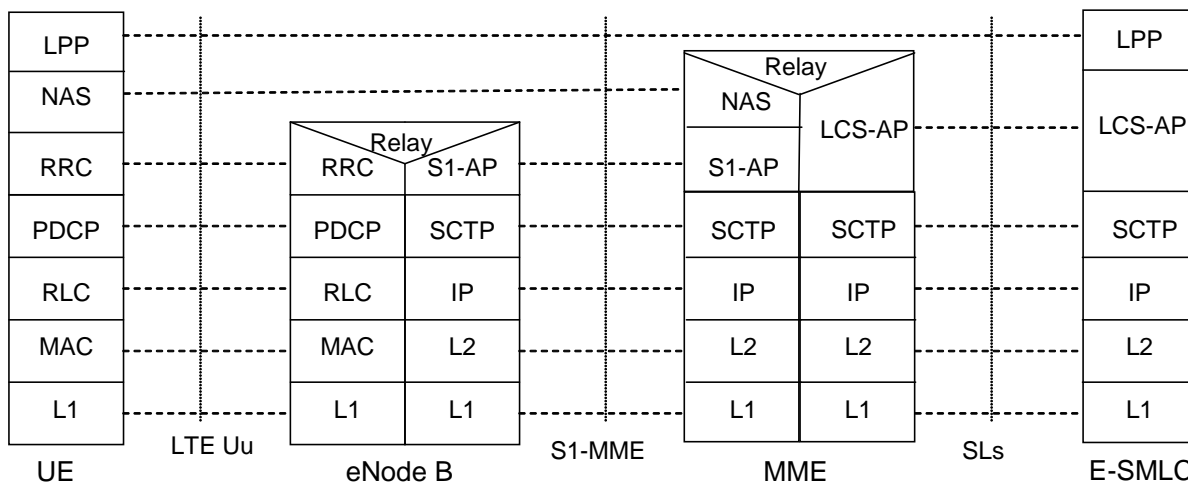 LPP
NAS
RRC
PDCP
RLC
MAC
L1
UE
LTE Uu
Relay
RRC
S1-AP
PDCP
SCTP
RLC
IP
MAC
L2
L1
L1
eNode B
S1-MME
Relay
NAS
LCS-AP
S1-AP
SCTP
SCTP
IP
IP
L2
L2
L1
L1
MME
SLs
LPP
LCS-AP
SCTP
IP
L2
L1
E-SMLC